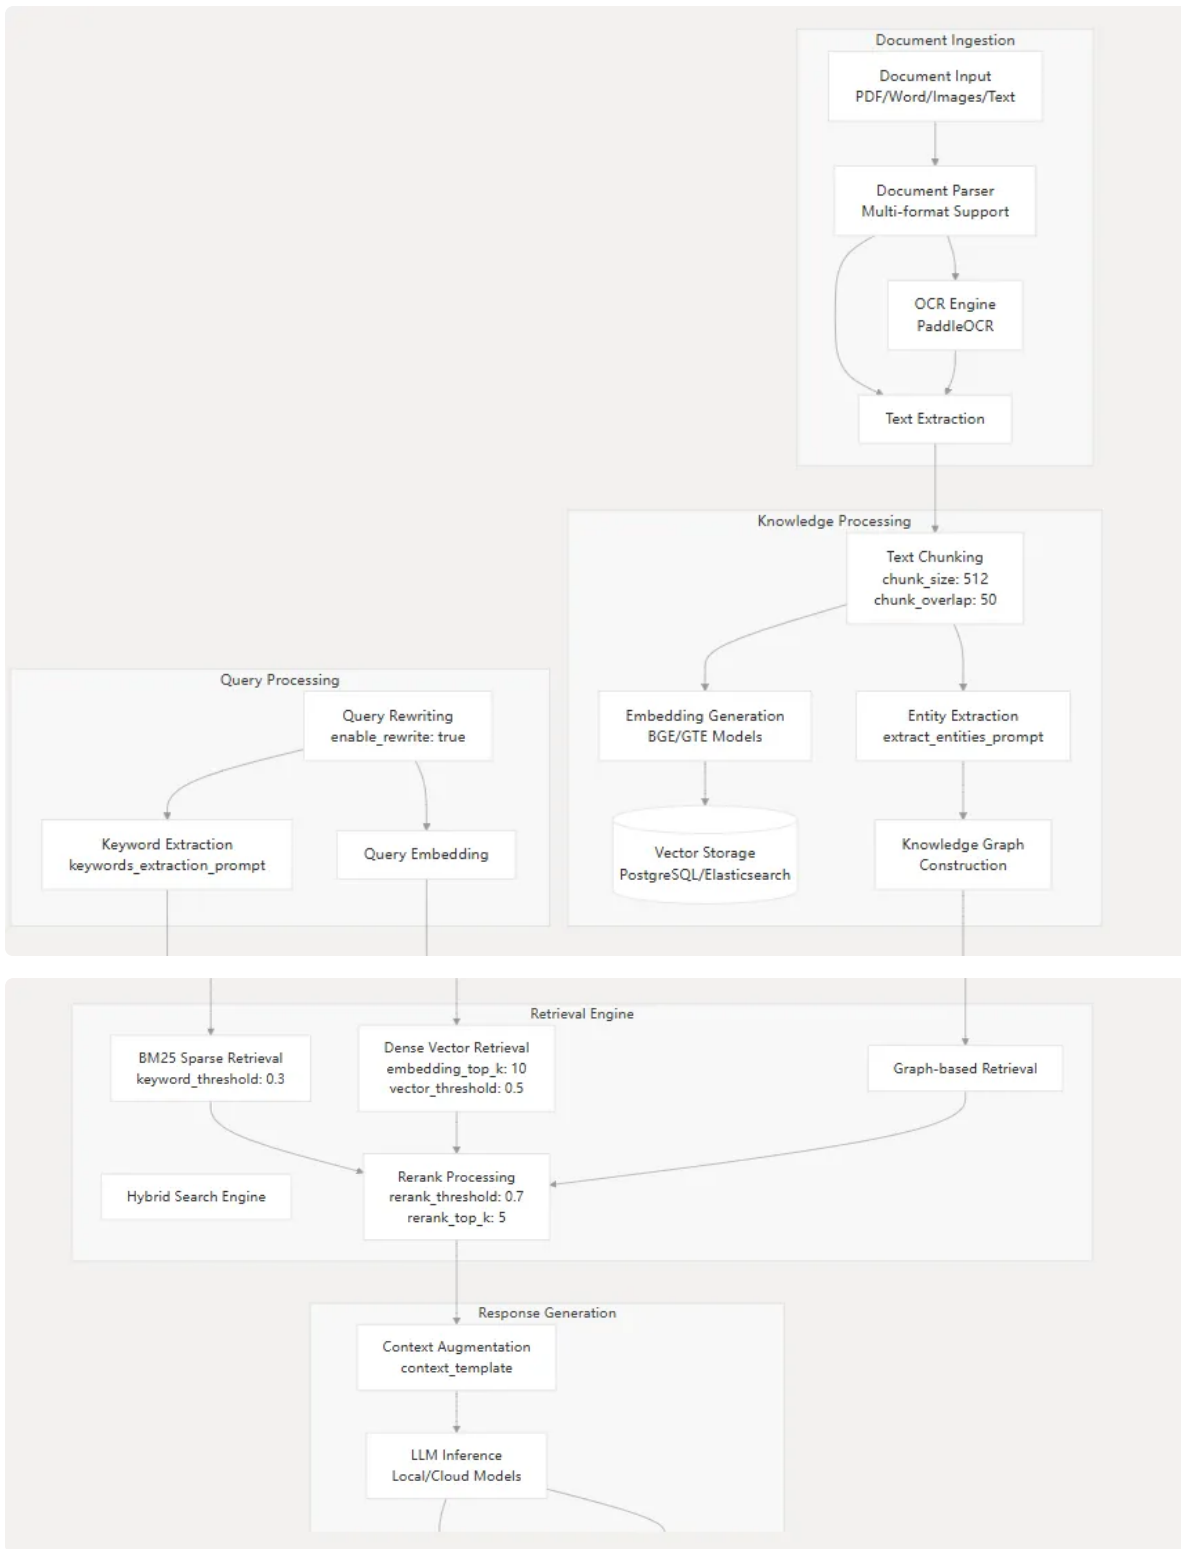 Document Ingestion
Document Input
PDF/Word/Images/Text
Document Parser
Multi-format Support
OCR Engine
PaddleOCR
Text Extraction
Knowledge Processing
Text Chunking
chunk_size: 512
chunk_overlap: 50
Embedding Generation
BGE/GTE Models
Entity Extraction
extract_entities_prompt
Vector Storage
PostgreSQL/Elasticsearch
Knowledge Graph
Construction
Query Processing
Query Rewriting
enable_rewrite: true
Keyword Extraction
keywords_extraction_prompt
Query Embedding
Retrieval Engine
BM25 Sparse Retrieval
keyword_threshold: 0.3
Dense Vector Retrieval
embedding_top_k: 10
vector_threshold: 0.5
Graph-based Retrieval
Hybrid Search Engine
Rerank Processing
rerank_threshold: 0.7
rerank_top_k: 5
Response Generation
Context Augmentation
context_template
LLM Inference
Local/Cloud Models